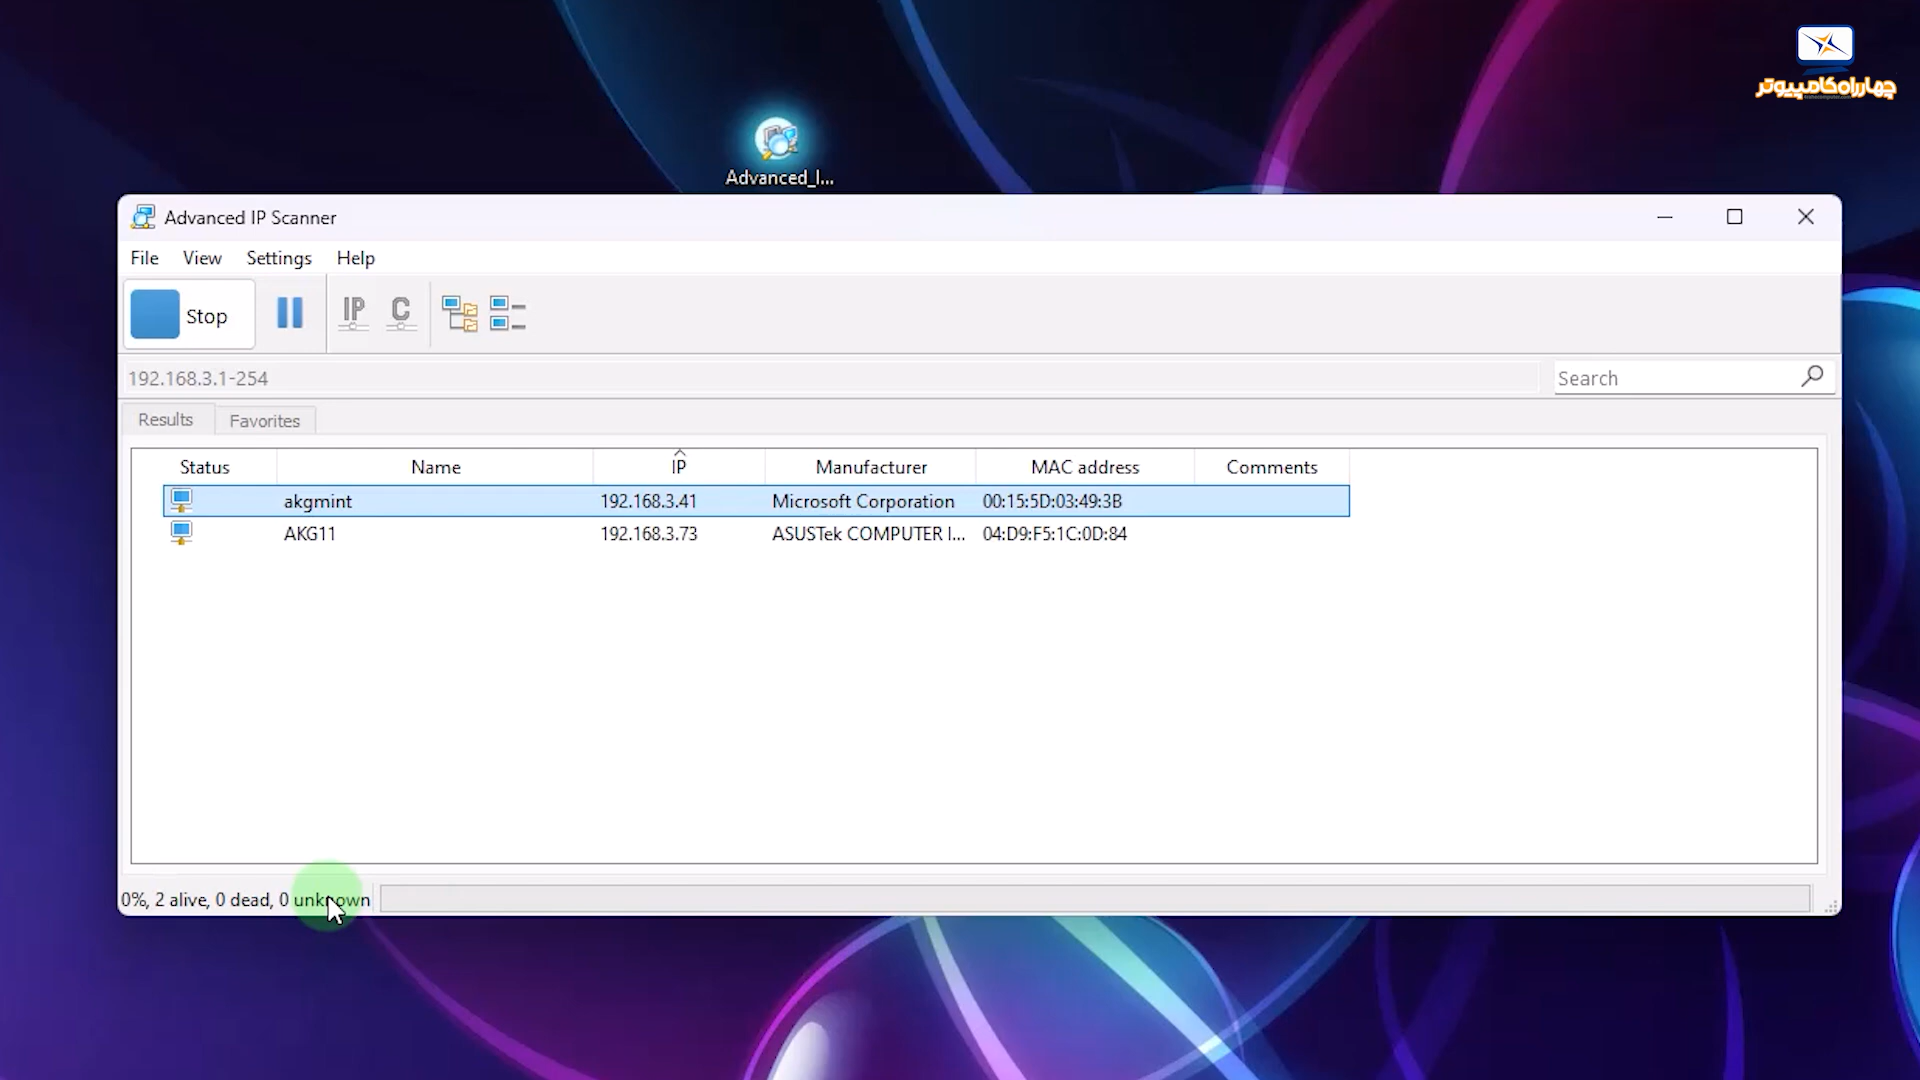 چهارراه کامپیوتر
Advanced_I...
Advanced IP Scanner
File View Settings Help
Stop IP C
192.168.3.1-254 Search
Results Favorites
Status Name IP Manufacturer MAC address Comments
akgmint 192.168.3.41 Microsoft Corporation 00:15:5D:03:49:3B
AKG11 192.168.3.73 ASUSTek COMPUTER I... 04:D9:F5:1C:0D:84
0%, 2 alive, 0 dead, 0 unknown